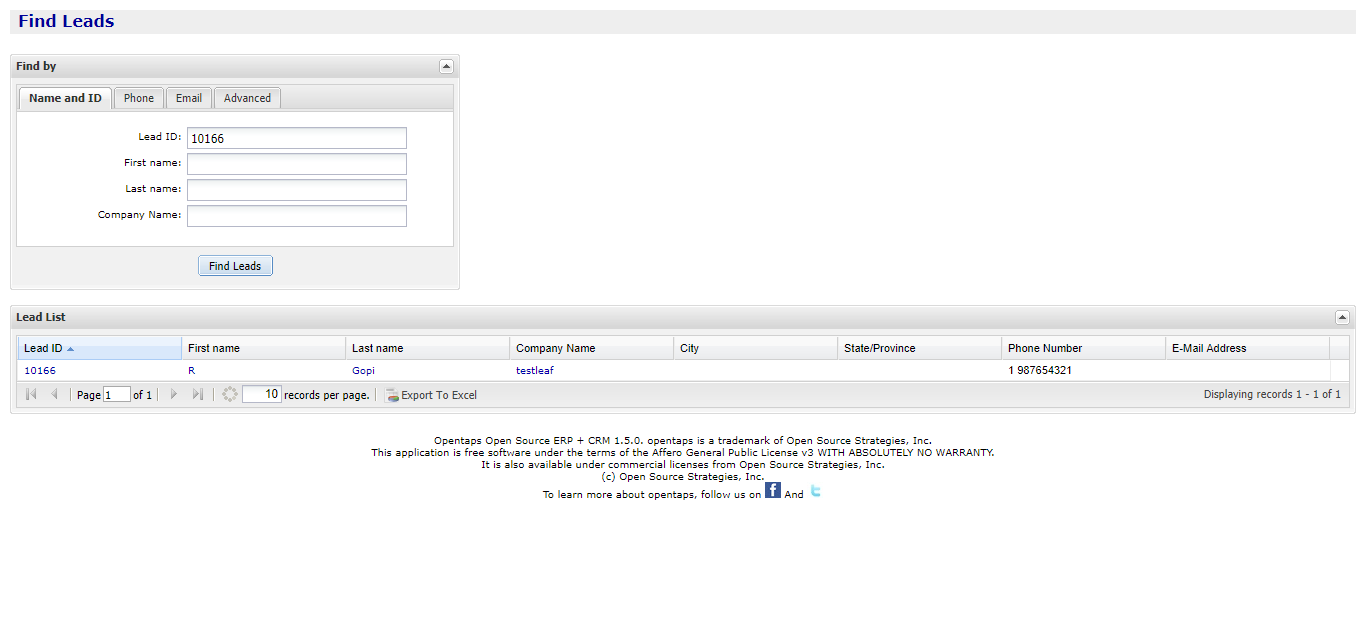 Find Leads
Find by
Name and ID Phone Email Advanced
Lead ID: 10166
First name:
Last name:
Company Name:
Find Leads
Lead List
Lead ID First name Last name Company Name City State/Province Phone Number E-Mail Address
10166 R Gopi testleaf 1 987654321
Page 1 of 1 10 records per page. Export To Excel Displaying records 1 - 1 of 1
Opentaps Open Source ERP + CRM 1.5.0. opentaps is a trademark of Open Source Strategies, Inc.
This application is free software under the terms of the Affero General Public License v3 WITH ABSOLUTELY NO WARRANTY.
It is also available under commercial licenses from Open Source Strategies, Inc.
(c) Open Source Strategies, Inc.
To learn more about opentaps, follow us on f And t